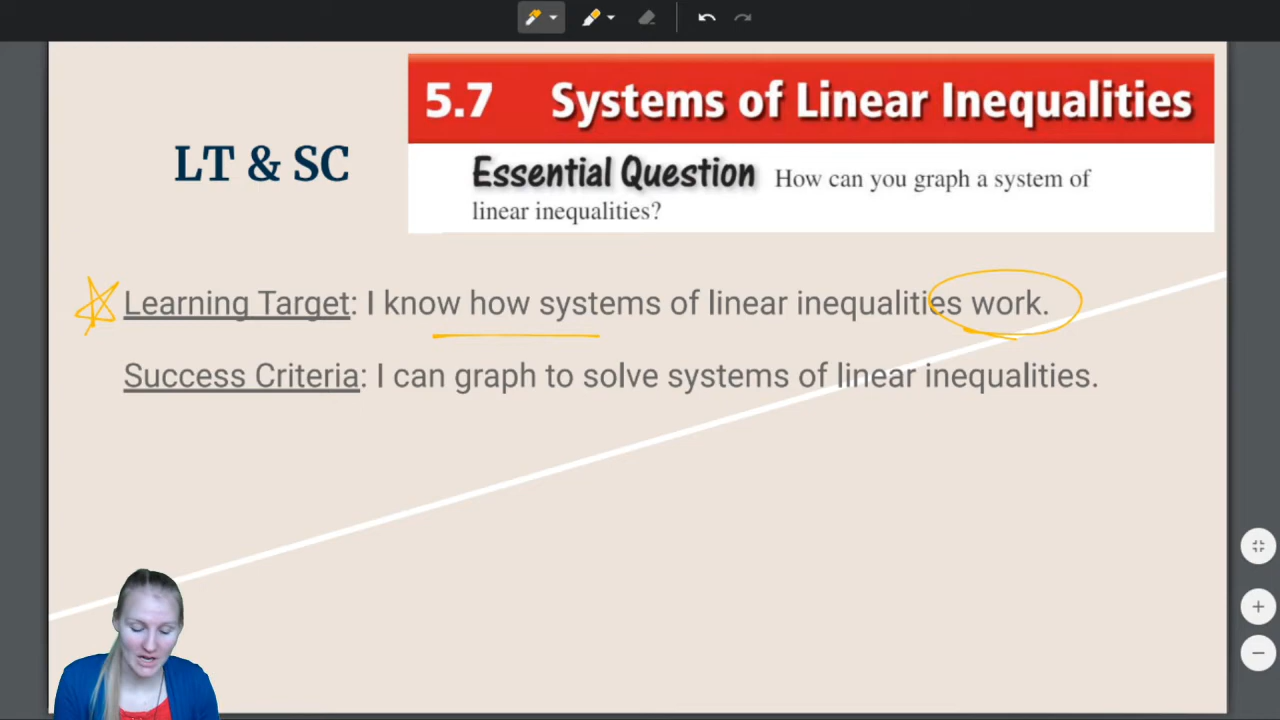 5.7 Systems of Linear Inequalities
LT & SC
Essential Question How can you graph a system of
linear inequalities?
Learning Target: I know how systems of linear inequalities work.
Success Criteria: I can graph to solve systems of linear inequalities.